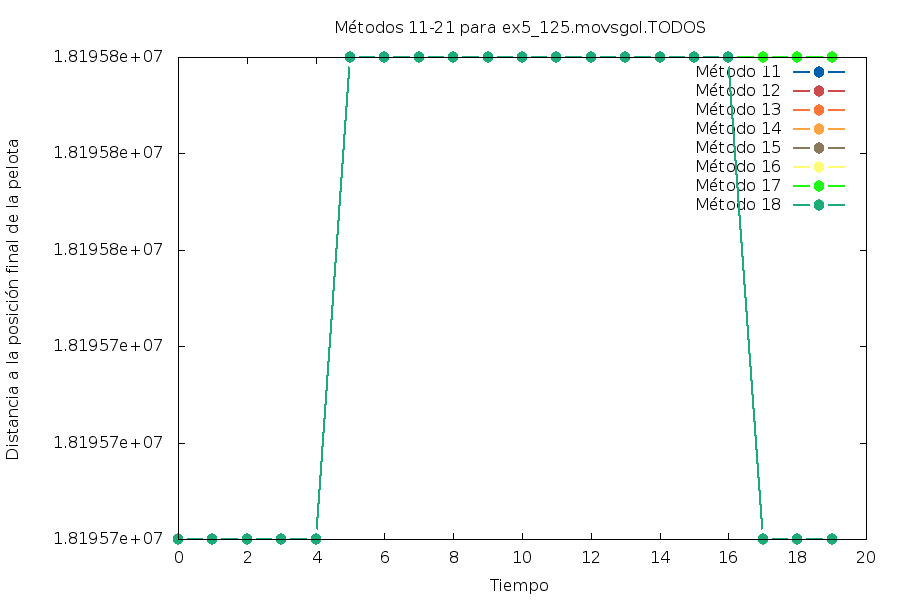 Métodos 11-21 para ex5_125.movsgol.TODOS
Distancia a la posición final de la pelota
1.81958e+07
1.81958e+07
1.81958e+07
1.81957e+07
1.81957e+07
1.81957e+07
Método 11
Método 12
Método 13
Método 14
Método 15
Método 16
Método 17
Método 18
0 2 4 6 8 10 12 14 16 18 20
Tiempo